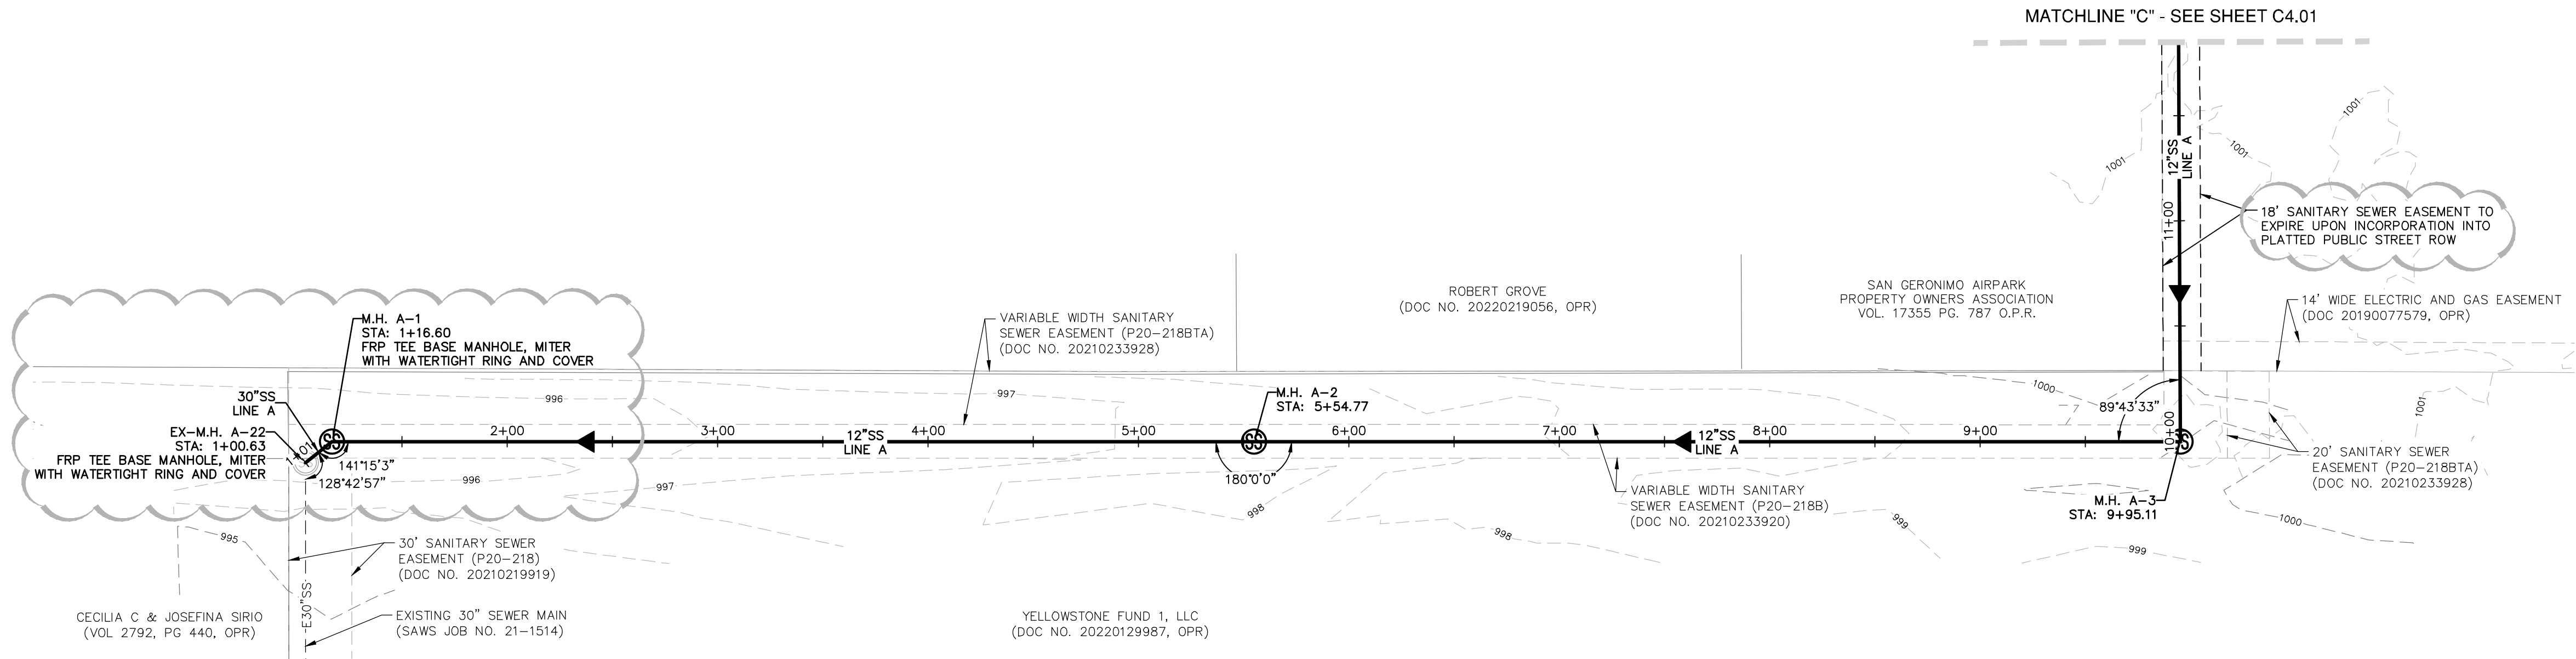 MATCHLINE "C" - SEE SHEET C4.01
1001
1001
1001
12"SS
LINE A
11+00
18' SANITARY SEWER EASEMENT TO
EXPIRE UPON INCORPORATION INTO
PLATTED PUBLIC STREET ROW
M.H. A-1
STA: 1+16.60
FRP TEE BASE MANHOLE, MITER
WITH WATERTIGHT RING AND COVER
VARIABLE WIDTH SANITARY
SEWER EASEMENT (P20-218BTA)
(DOC NO. 20210233928)
ROBERT GROVE
(DOC NO. 20220219056, OPR)
SAN GERONIMO AIRPARK
PROPERTY OWNERS ASSOCIATION
VOL. 17355 PG. 787 O.P.R.
14' WIDE ELECTRIC AND GAS EASEMENT
(DOC 20190077579, OPR)
30"SS
LINE A
996
997
M.H. A-2
STA: 5+54.77
1000
89°43'33"
1001
EX-M.H. A-22
STA: 1+00.63
FRP TEE BASE MANHOLE, MITER
WITH WATERTIGHT RING AND COVER
1+01
SS
2+00
3+00
12"SS
LINE A
4+00
5+00
SS
6+00
7+00
12"SS
LINE A
8+00
9+00
10+00
SS
141°15'3"
128°42'57"
996
997
180°0'0"
998
998
VARIABLE WIDTH SANITARY
SEWER EASEMENT (P20-218B)
(DOC NO. 20210233920)
999
999
M.H. A-3
STA: 9+95.11
20' SANITARY SEWER
EASEMENT (P20-218BTA)
(DOC NO. 20210233928)
1000
995
30' SANITARY SEWER
EASEMENT (P20-218)
(DOC NO. 20210219919)
E30"SS
CECILIA C & JOSEFINA SIRIO
(VOL 2792, PG 440, OPR)
EXISTING 30" SEWER MAIN
(SAWS JOB NO. 21-1514)
YELLOWSTONE FUND 1, LLC
(DOC NO. 20220129987, OPR)